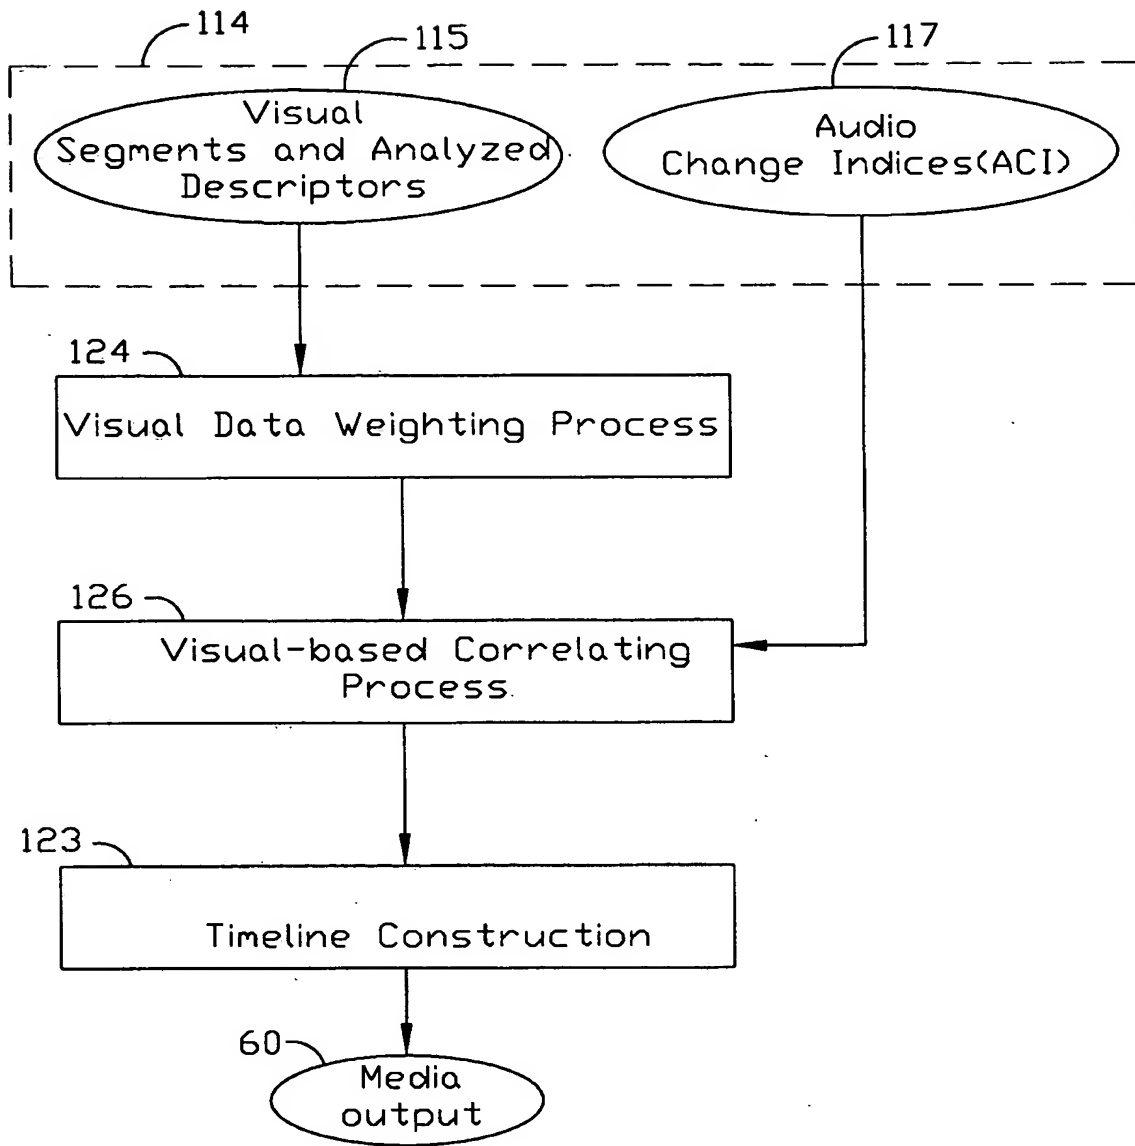 114
115
117
Visual
Segments and Analyzed
Descriptors
Audio
Change Indices(ACI)
124
Visual Data Weighting Process
126
Visual-based Correlating
Process
123
Timeline Construction
60
Media
output